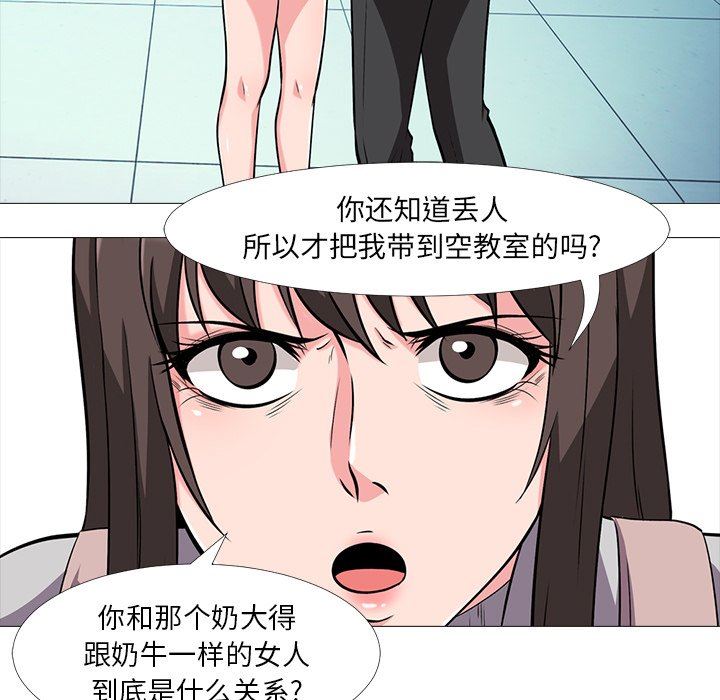 你还知道丢人
所以才把我带到空教室的吗?
你和那个奶大得
跟奶牛一样的女人
到底是什么关系?